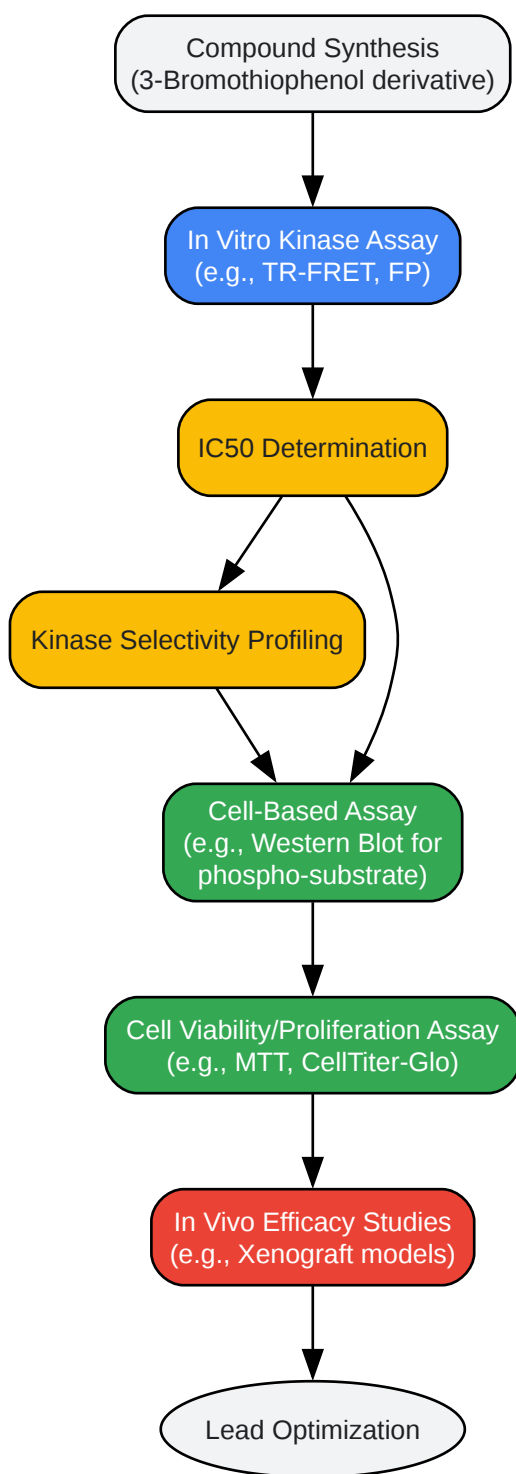 Compound Synthesis
(3-Bromothiophenol derivative)
In Vitro Kinase Assay
(e.g., TR-FRET, FP)
IC50 Determination
Kinase Selectivity Profiling
Cell-Based Assay
(e.g., Western Blot for
phospho-substrate)
Cell Viability/Proliferation Assay
(e.g., MTT, CellTiter-Glo)
In Vivo Efficacy Studies
(e.g., Xenograft models)
Lead Optimization